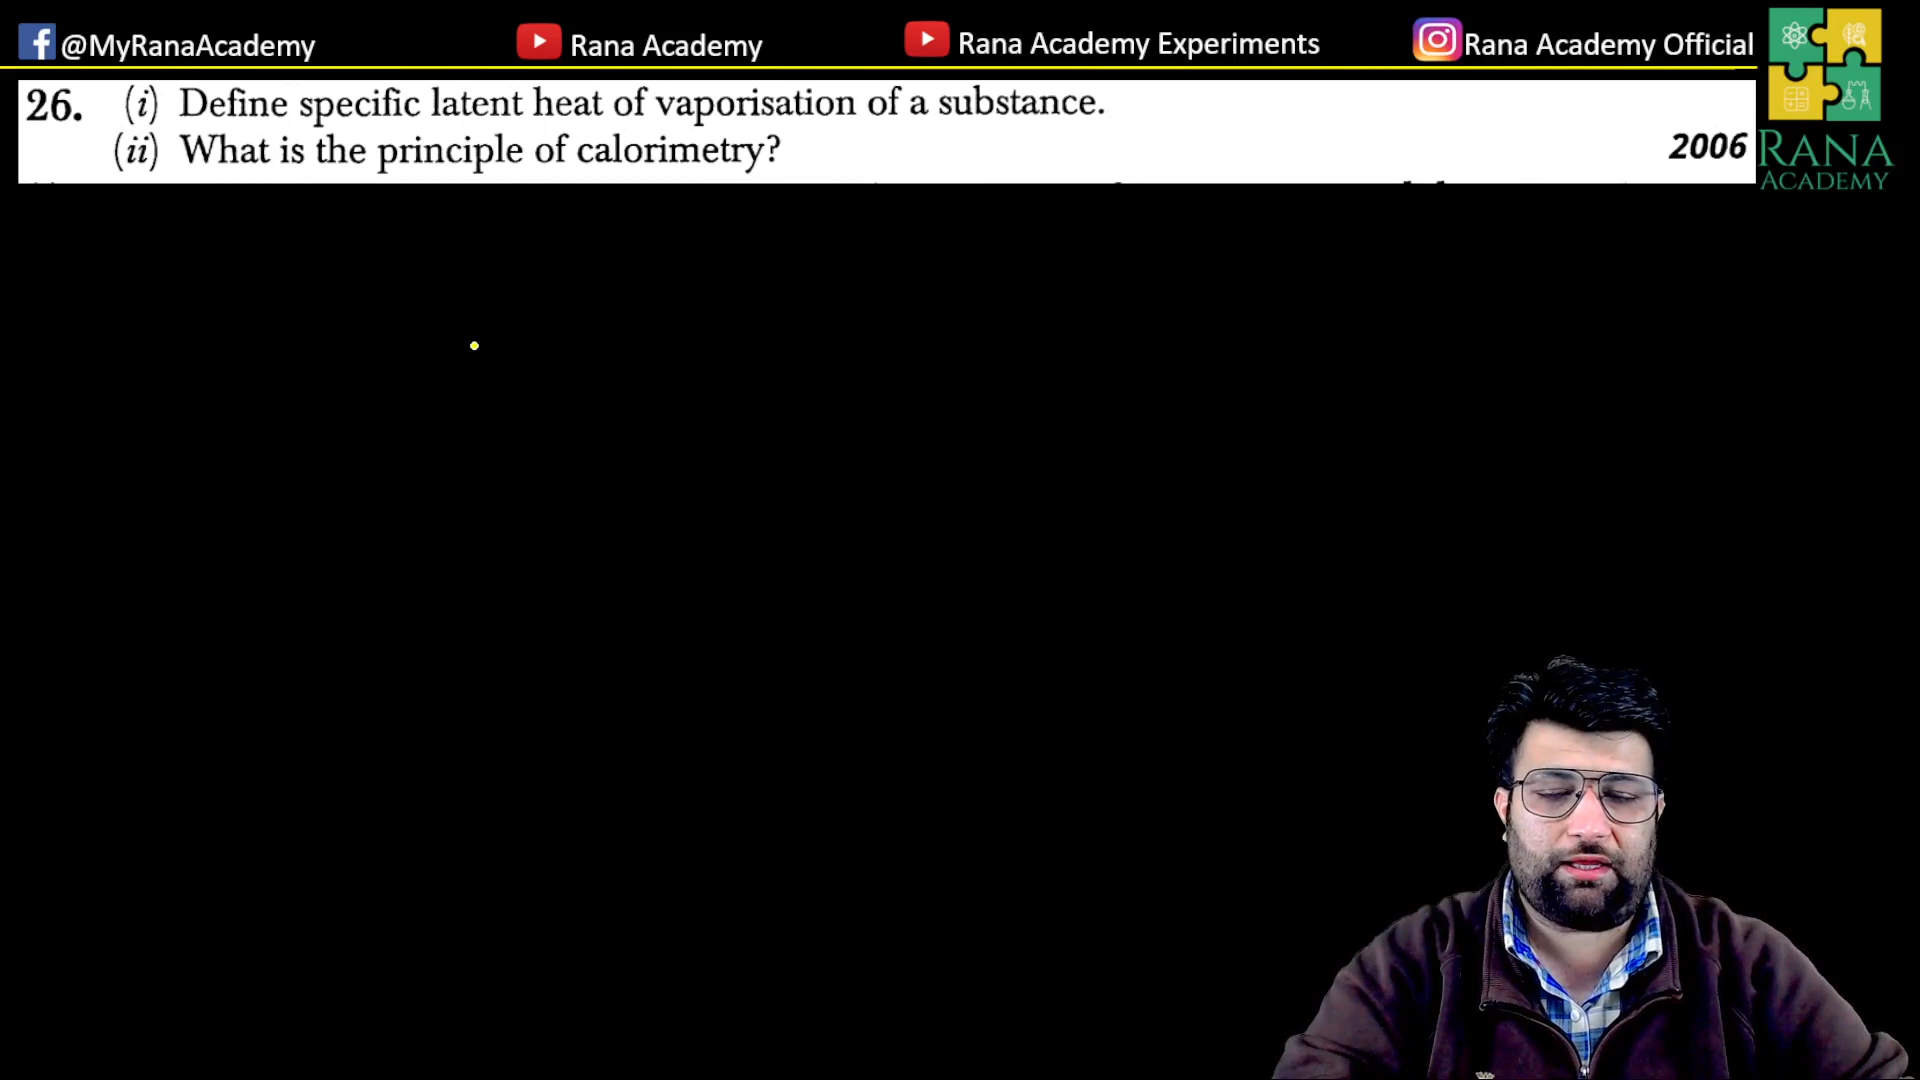 @MyRanaAcademy
Rana Academy
Rana Academy Experiments
Rana Academy Official
26. (i) Define specific latent heat of vaporisation of a substance.
(ii) What is the principle of calorimetry?
2006
RANA
ACADEMY